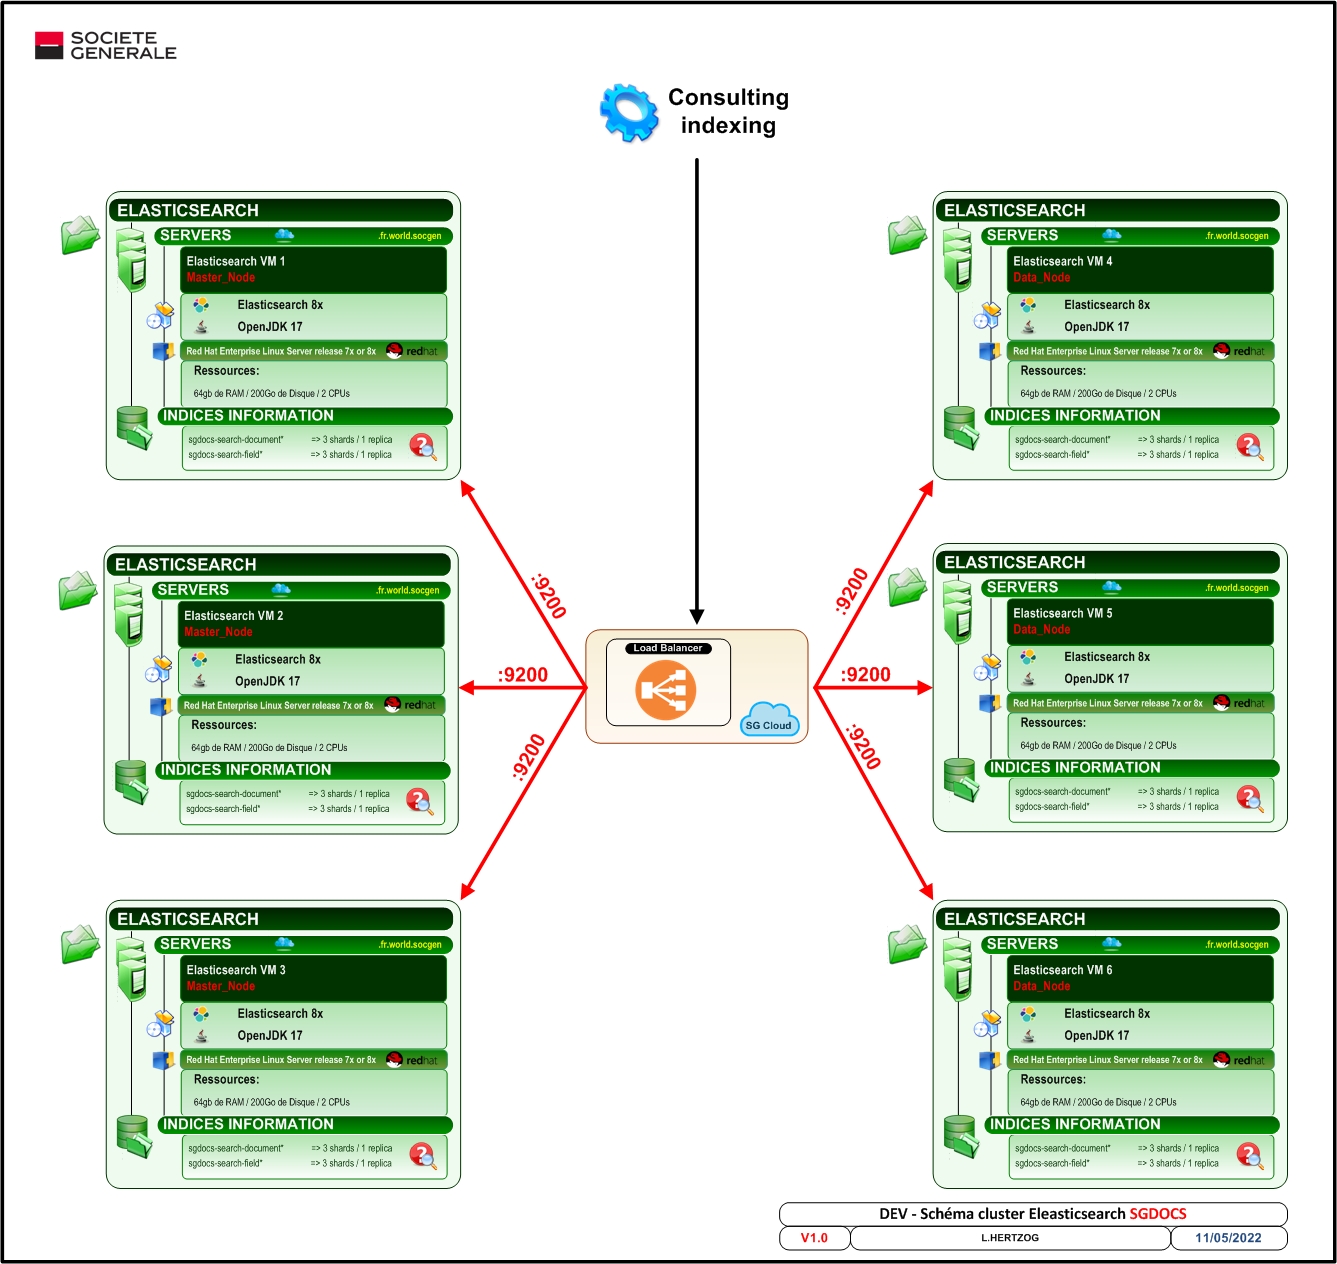 SOCIETE
GENERALE
Consulting
indexing
ELASTICSEARCH
SERVERS .fr.world.socgen
Elasticsearch VM 1
Master_Node
Elasticsearch 8x
OpenJDK 17
Red Hat Enterprise Linux Server release 7x or 8x redhat
Ressources:
64gb de RAM / 200Go de Disque / 2 CPUs
INDICES INFORMATION
sgdocs-search-document* => 3 shards / 1 replica
sgdocs-search-field* => 3 shards / 1 replica
ELASTICSEARCH
SERVERS .fr.world.socgen
Elasticsearch VM 4
Data_Node
Elasticsearch 8x
OpenJDK 17
Red Hat Enterprise Linux Server release 7x or 8x redhat
Ressources:
64gb de RAM / 200Go de Disque / 2 CPUs
INDICES INFORMATION
sgdocs-search-document* => 3 shards / 1 replica
sgdocs-search-field* => 3 shards / 1 replica
ELASTICSEARCH
SERVERS .fr.world.socgen
Elasticsearch VM 2
Master_Node
Elasticsearch 8x
OpenJDK 17
Red Hat Enterprise Linux Server release 7x or 8x redhat
Ressources:
64gb de RAM / 200Go de Disque / 2 CPUs
INDICES INFORMATION
sgdocs-search-document* => 3 shards / 1 replica
sgdocs-search-field* => 3 shards / 1 replica
:9200
:9200
:9200
Load Balancer
SG Cloud
:9200
:9200
:9200
ELASTICSEARCH
SERVERS .fr.world.socgen
Elasticsearch VM 5
Data_Node
Elasticsearch 8x
OpenJDK 17
Red Hat Enterprise Linux Server release 7x or 8x redhat
Ressources:
64gb de RAM / 200Go de Disque / 2 CPUs
INDICES INFORMATION
sgdocs-search-document* => 3 shards / 1 replica
sgdocs-search-field* => 3 shards / 1 replica
ELASTICSEARCH
SERVERS .fr.world.socgen
Elasticsearch VM 3
Master_Node
Elasticsearch 8x
OpenJDK 17
Red Hat Enterprise Linux Server release 7x or 8x redhat
Ressources:
64gb de RAM / 200Go de Disque / 2 CPUs
INDICES INFORMATION
sgdocs-search-document* => 3 shards / 1 replica
sgdocs-search-field* => 3 shards / 1 replica
ELASTICSEARCH
SERVERS .fr.world.socgen
Elasticsearch VM 6
Data_Node
Elasticsearch 8x
OpenJDK 17
Red Hat Enterprise Linux Server release 7x or 8x redhat
Ressources:
64gb de RAM / 200Go de Disque / 2 CPUs
INDICES INFORMATION
sgdocs-search-document* => 3 shards / 1 replica
sgdocs-search-field* => 3 shards / 1 replica
DEV - Schéma cluster Eleasticsearch SGDOCS
V1.0 L.HERTZOG 11/05/2022